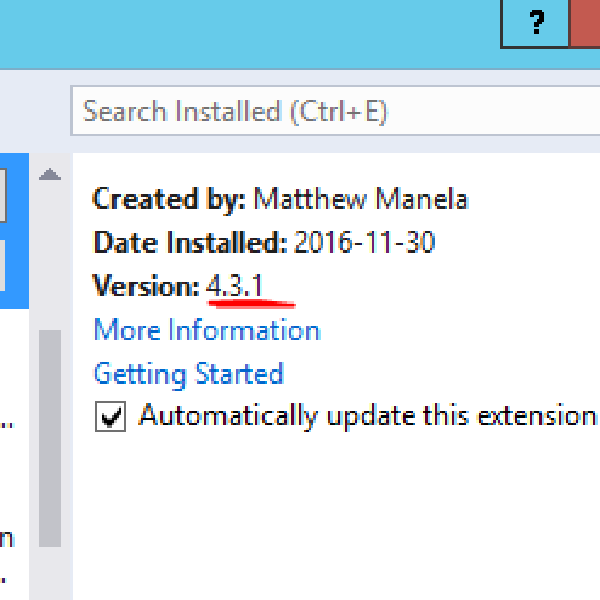 ?
Search Installed (Ctrl+E)
Created by: Matthew Manela
Date Installed: 2016-11-30
Version: 4.3.1
More Information
Getting Started
Automatically update this extension
..
n
.